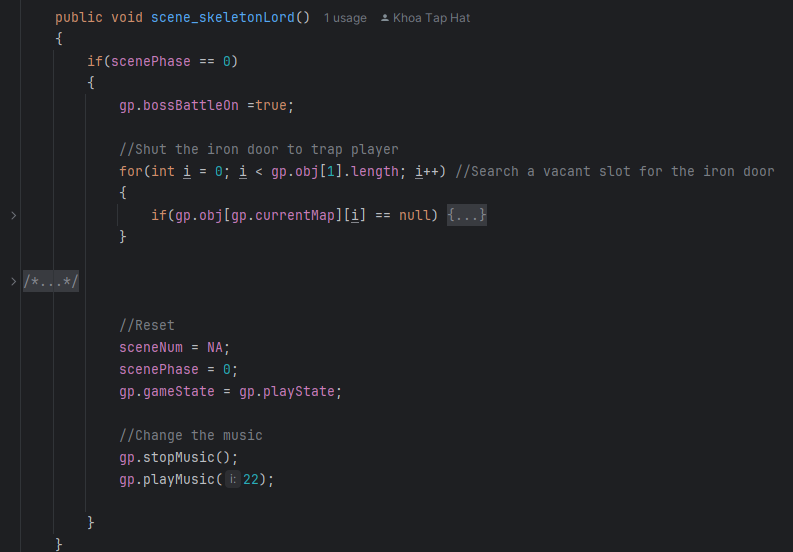 public void scene_skeletonLord() 1 usage Khoa Tap Hat
{
if(scenePhase == 0)
{
gp.bossBattleOn =true;
//Shut the iron door to trap player
for(int i = 0; i < gp.obj[1].length; i++) //Search a vacant slot for the iron door
{
if(gp.obj[gp.currentMap][i] == null) {...}
}
/*...*/
//Reset
sceneNum = NA;
scenePhase = 0;
gp.gameState = gp.playState;
//Change the music
gp.stopMusic();
gp.playMusic( i: 22);
}
}